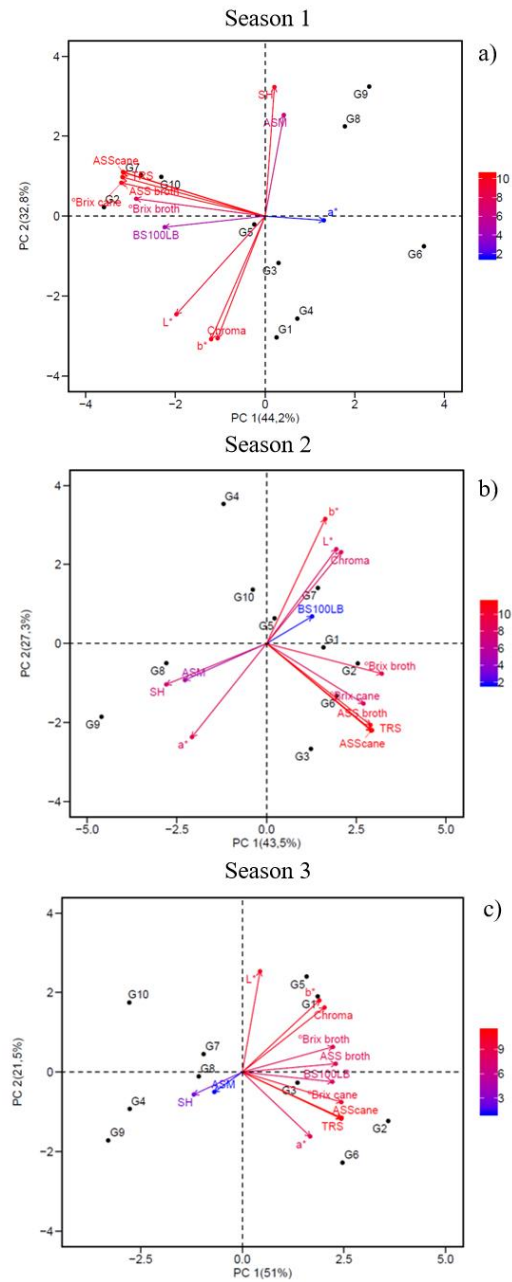 Season 1
a)
4
2
0
−2
−4
PC 2(32,8%)
SH
ASM
G9
G8
ASScane
G7
TRS
G10
ASS broth
°Brix cane
G2
°Brix broth
BS100LB
G5
a*
G6
G3
L*
b*
Chroma
G4
G1
−4
−2
0
2
4
PC 1(44,2%)
10
8
6
4
2
Season 2
b)
4
2
0
−2
−4
PC 2(27,3%)
G4
b*
L*
Chroma
G10
G7
BS100LB
G5
G1
G8
ASM
SH
G2
°Brix broth
°Brix cane
G6
ASS broth
TRS
ASScane
G9
a*
G3
−5.0
−2.5
0.0
2.5
5.0
PC 1(43,5%)
10
8
6
4
2
Season 3
c)
4
2
0
−2
−4
PC 2(21,5%)
L*
G5
b*
G1
Chroma
G10
°Brix broth
G7
ASS broth
G8
BS100LB
ASM
SH
G3
°Brix cane
ASScane
TRS
G4
G2
G9
a*
G6
−2.5
0.0
2.5
5.0
PC 1(51%)
9
6
3